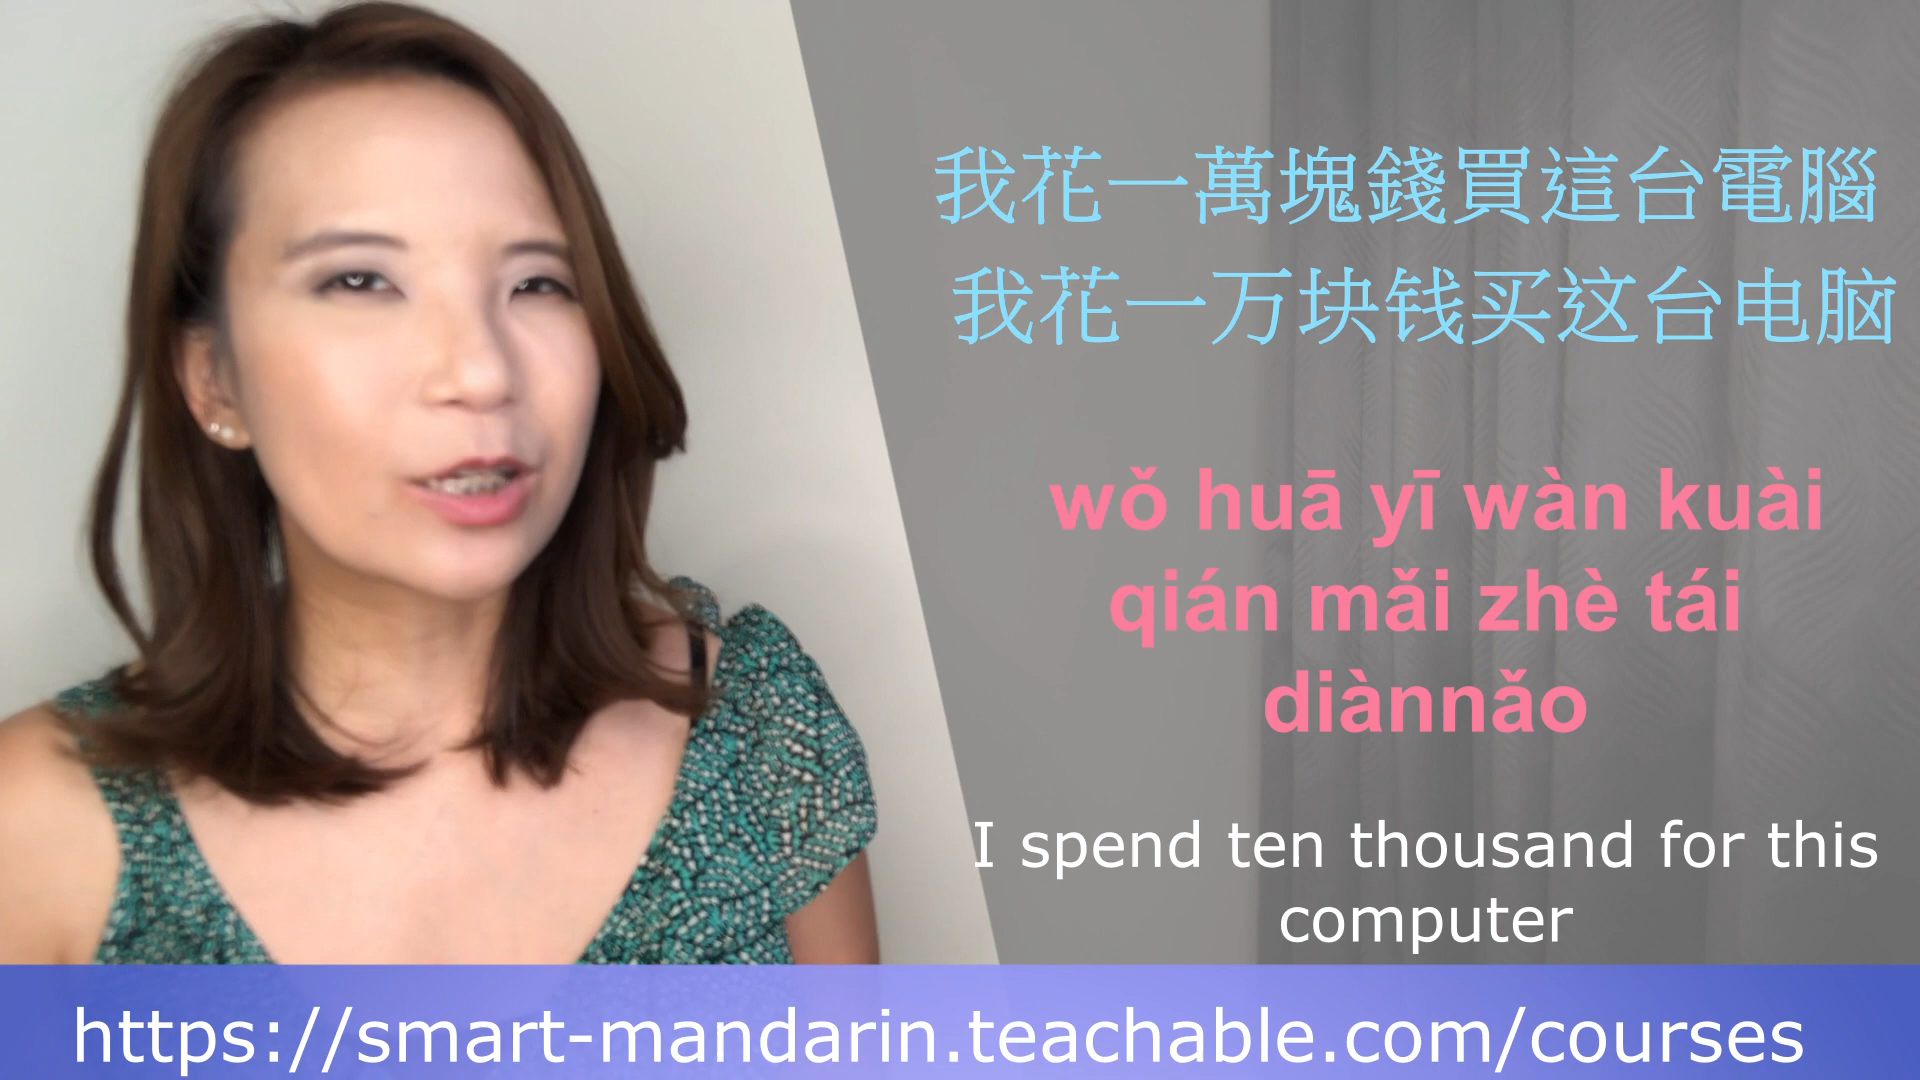 我花一萬塊錢買這台電腦
我花一万块钱买这台电脑
wǒ huā yī wàn kuài
qián mǎi zhè tái
diànnǎo
I spend ten thousand for this
computer
https://smart-mandarin.teachable.com/courses